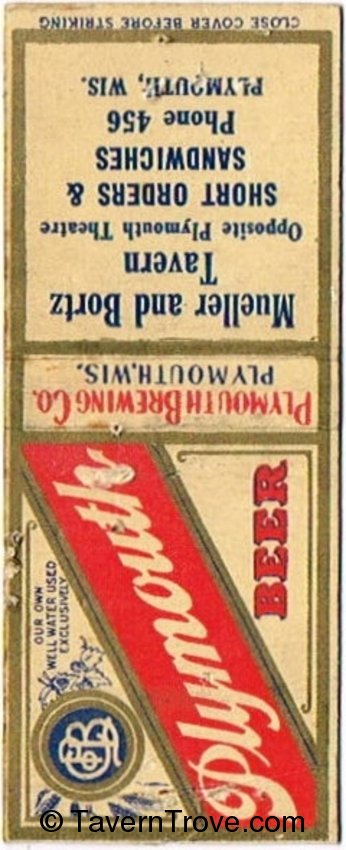 CLOSE COVER BEFORE STRIKING
Mueller and Bortz
Tavern
Opposite Plymouth Theatre
SHORT ORDERS &
SANDWICHES
Phone 456
PLYMOUTH, WIS.
PLYMOUTH BREWING CO.
PLYMOUTH, WIS.
Plymouth
BEER
OUR OWN
WELL WATER USED
EXCLUSIVELY
© TavernTrove.com